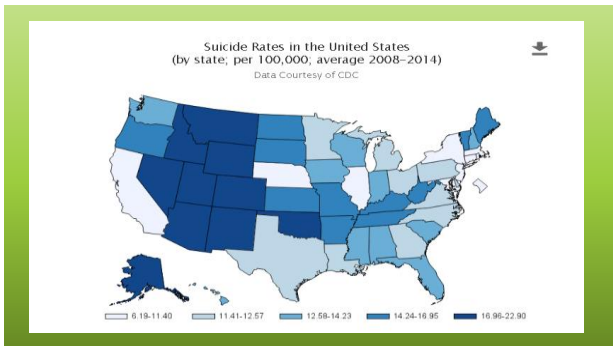 Suicide Rates in the United States
(by state; per 100,000; average 2008-2014)
Data Courtesy of CDC
6.19-11.40 11.41-12.57 12.58-14.23 14.24-16.95 16.96-22.90